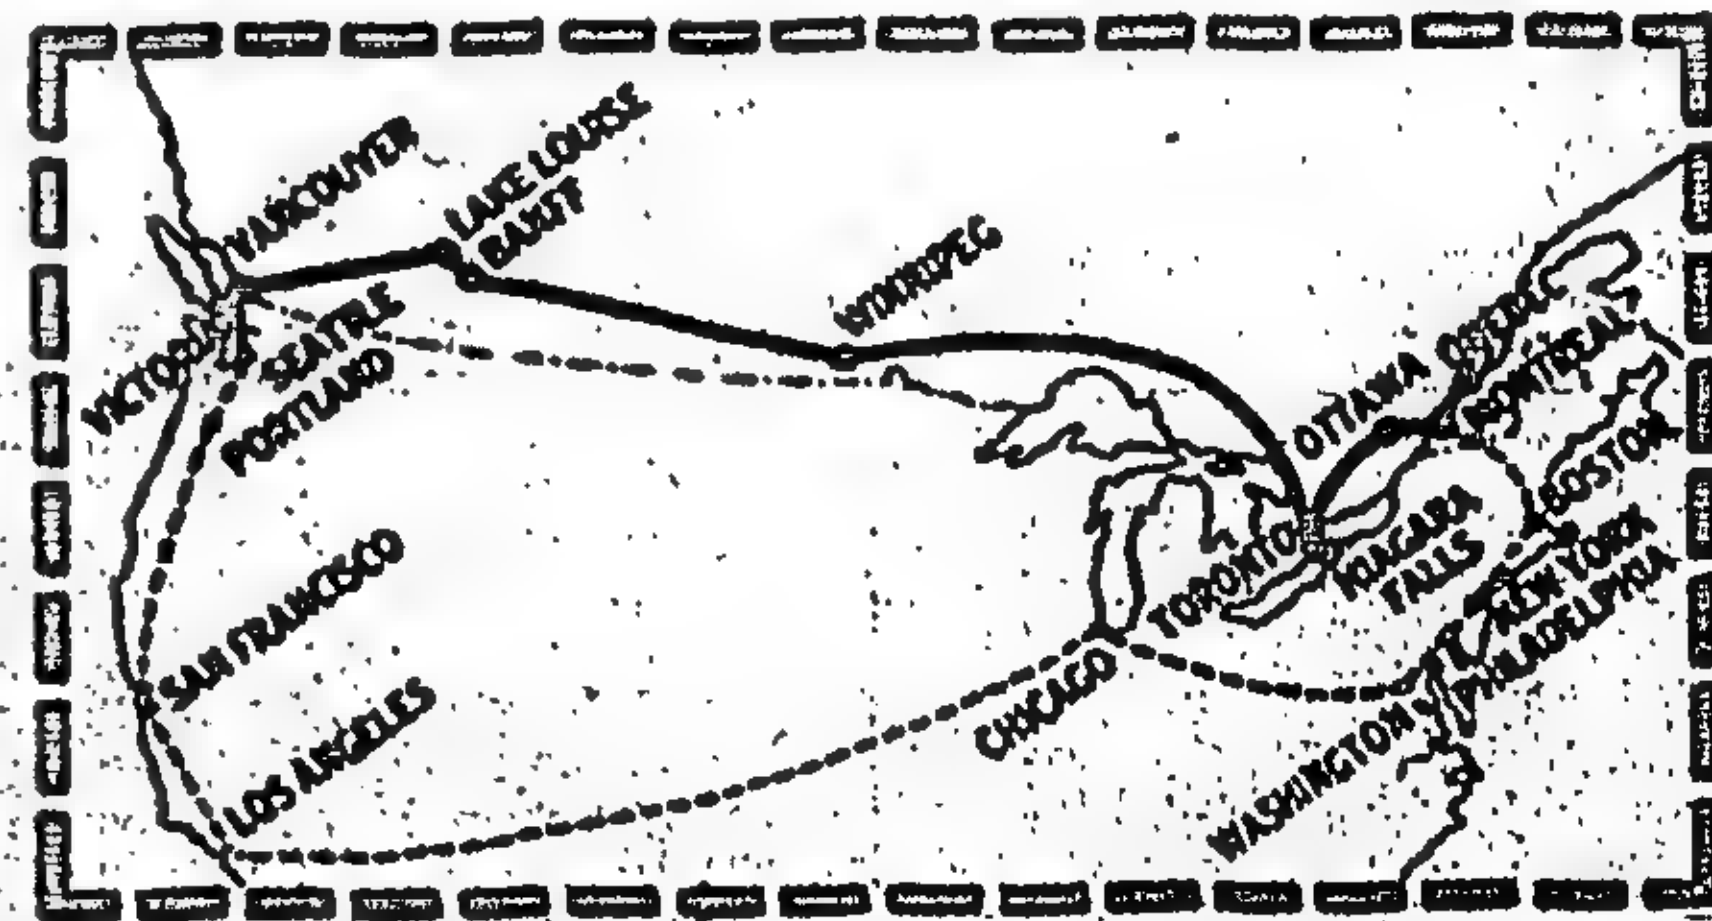 VANCOUVER
LAKE LOUISE
BANFF
WINNIPEG
VICTORIA
SEATTLE
PORTLAND
OTTAWA
QUEBEC
MONTREAL
BOSTON
SAN FRANCISCO
LOS ANGELES
CHICAGO
TORONTO
NIAGARA
FALLS
NEW YORK
PHILADELPHIA
WASHINGTON